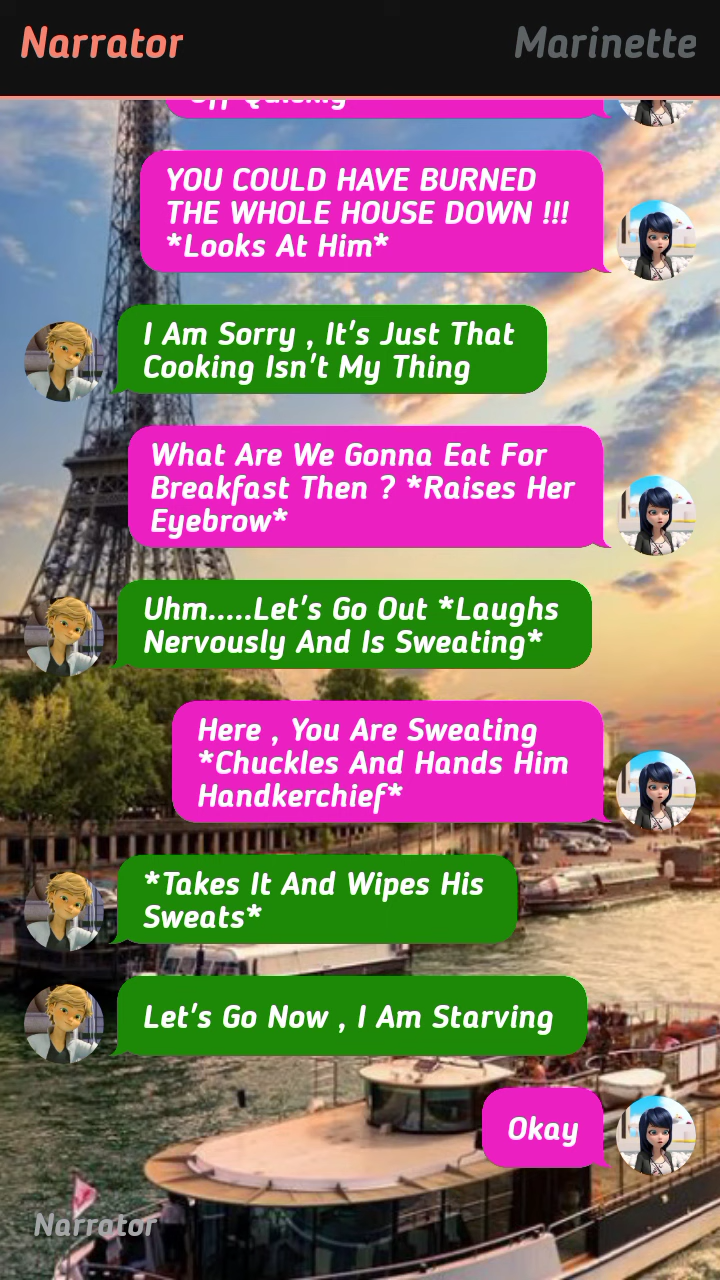 Narrator
Marinette
Off Quickly
YOU COULD HAVE BURNED
THE WHOLE HOUSE DOWN !!!
*Looks At Him*
I Am Sorry , It's Just That
Cooking Isn't My Thing
What Are We Gonna Eat For
Breakfast Then ? *Raises Her
Eyebrow*
Uhm.....Let's Go Out *Laughs
Nervously And Is Sweating*
Here , You Are Sweating
*Chuckles And Hands Him
Handkerchief*
*Takes It And Wipes His
Sweats*
Let's Go Now , I Am Starving
Okay
Narrator